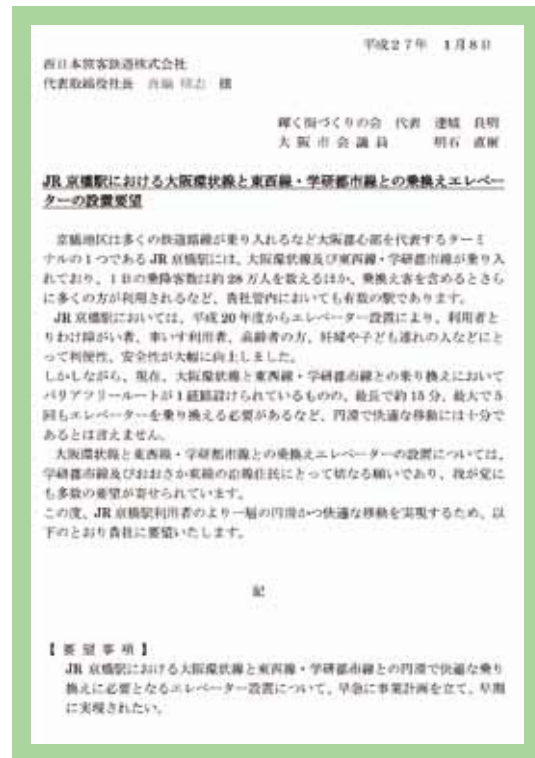 平成27年 1月8日
西日本旅客鉄道株式会社
代表取締役社長 真鍋 精志 様
輝く街づくりの会 代表 達城 良明
大阪市会議員 明石 直樹
JR京橋駅における大阪環状線と東西線・学研都市線との乗換えエレベー
ターの設置要望
京橋地区は多くの鉄道路線が乗り入れるなど大阪都心部を代表するターミ
ナルの1つであるJR京橋駅には、大阪環状線及び東西線・学研都市線が乗り入
れており、1日の乗降客数は約28万人を数えるほか、乗換え客を含めるとさら
に多くの方が利用されるなど、貴社管内においても有数の駅であります。
JR京橋駅においては、平成20年度からエレベーター設置により、利用者と
りわけ障がい者、車いす利用者、高齢者の方、妊婦や子ども連れの人などにと
って利便性、安全性が大幅に向上しました。
しかしながら、現在、大阪環状線と東西線・学研都市線との乗り換えにおいて
バリアフリールートが1経路設けられているものの、最長で約15分、最大で5
回もエレベーターを乗り換える必要があるなど、円滑で快適な移動には十分で
あるとは言えません。
大阪環状線と東西線・学研都市線との乗換えエレベーターの設置については、
学研都市線及びおおさか東線の沿線住民にとって切なる願いであり、我が党に
も多数の要望が寄せられています。
この度、JR京橋駅利用者のより一層の円滑かつ快適な移動を実現するため、以
下のとおり貴社に要望いたします。
記
【要望事項】
JR京橋駅における大阪環状線と東西線・学研都市線との円滑で快適な乗り
換えに必要となるエレベーター設置について、早急に事業計画を立て、早期
に実現されたい。